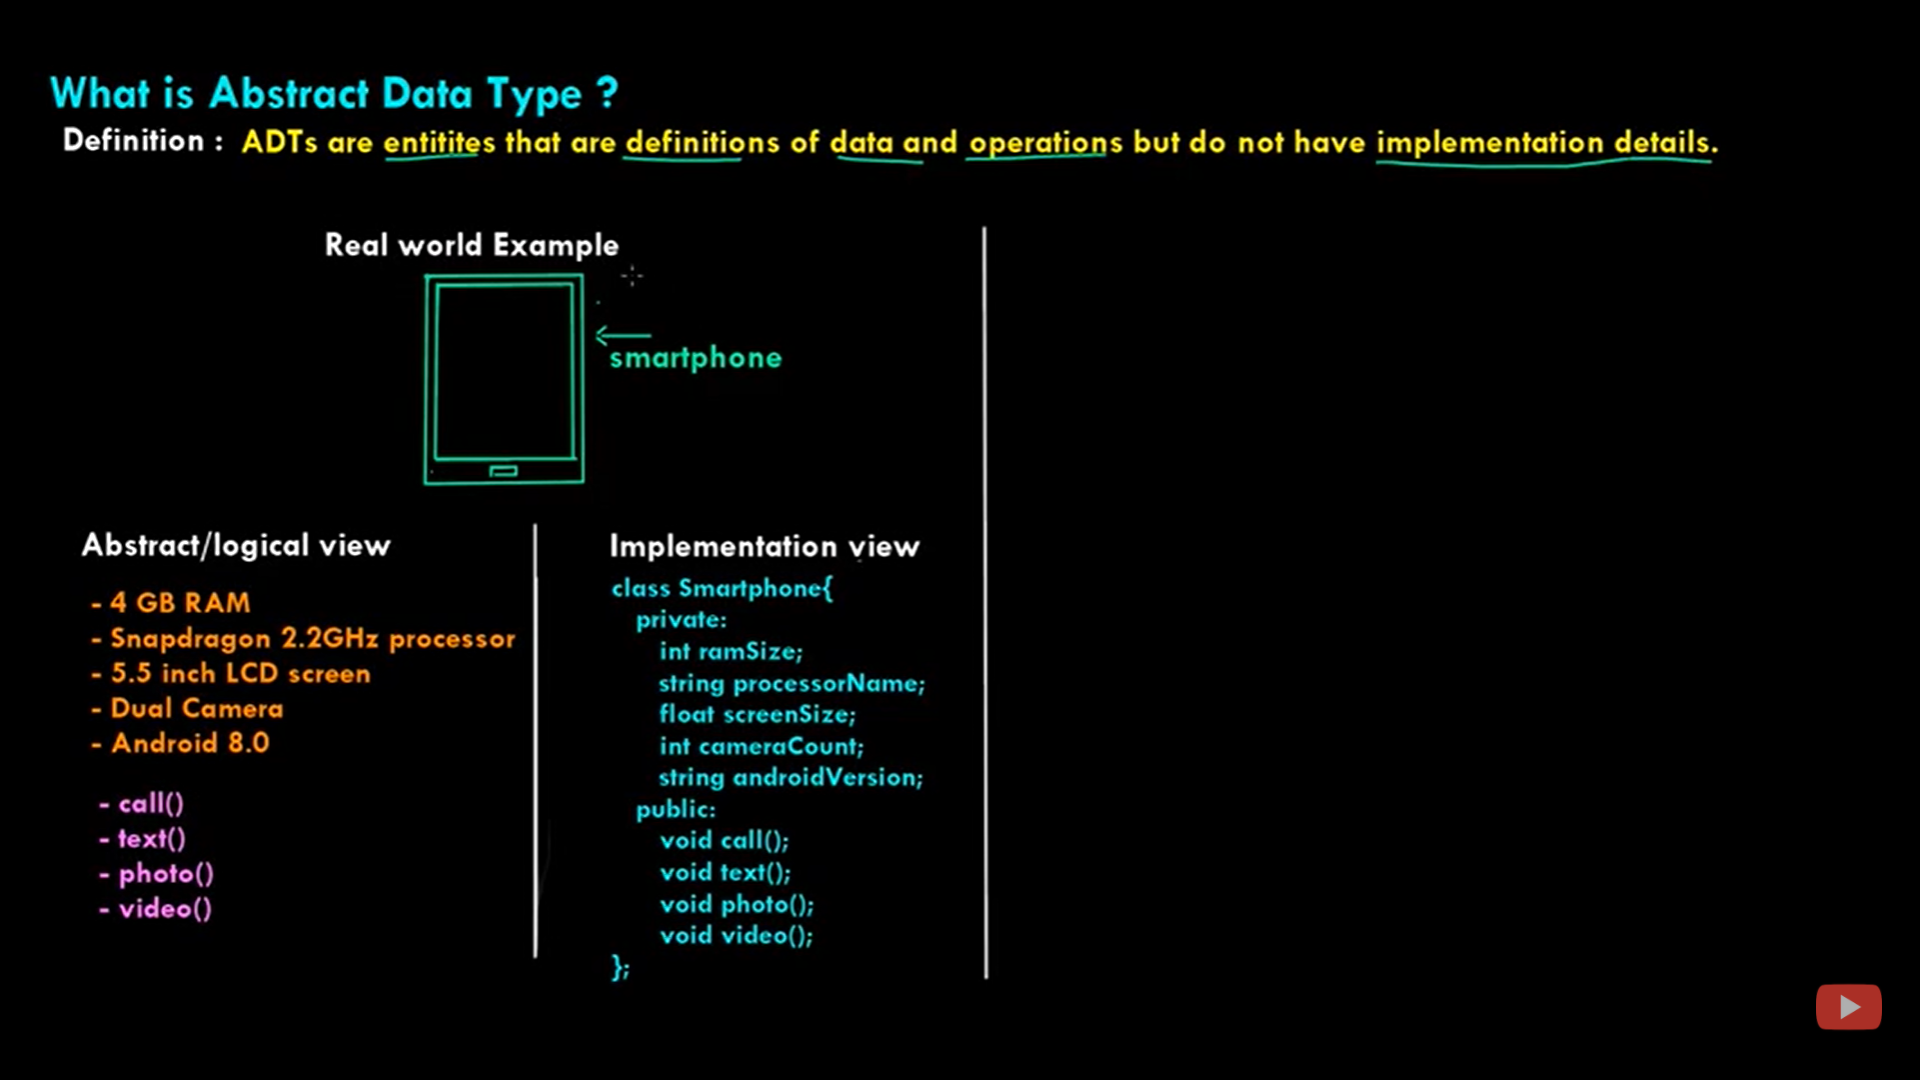 What is Abstract Data Type ?
Definition : ADTs are entitites that are definitions of data and operations but do not have implementation details.
Real world Example
smartphone
Abstract/logical view
- 4 GB RAM
- Snapdragon 2.2GHz processor
- 5.5 inch LCD screen
- Dual Camera
- Android 8.0
- call()
- text()
- photo()
- video()
Implementation view
class Smartphone{
private:
int ramSize;
string processorName;
float screenSize;
int cameraCount;
string androidVersion;
public:
void call();
void text();
void photo();
void video();
};